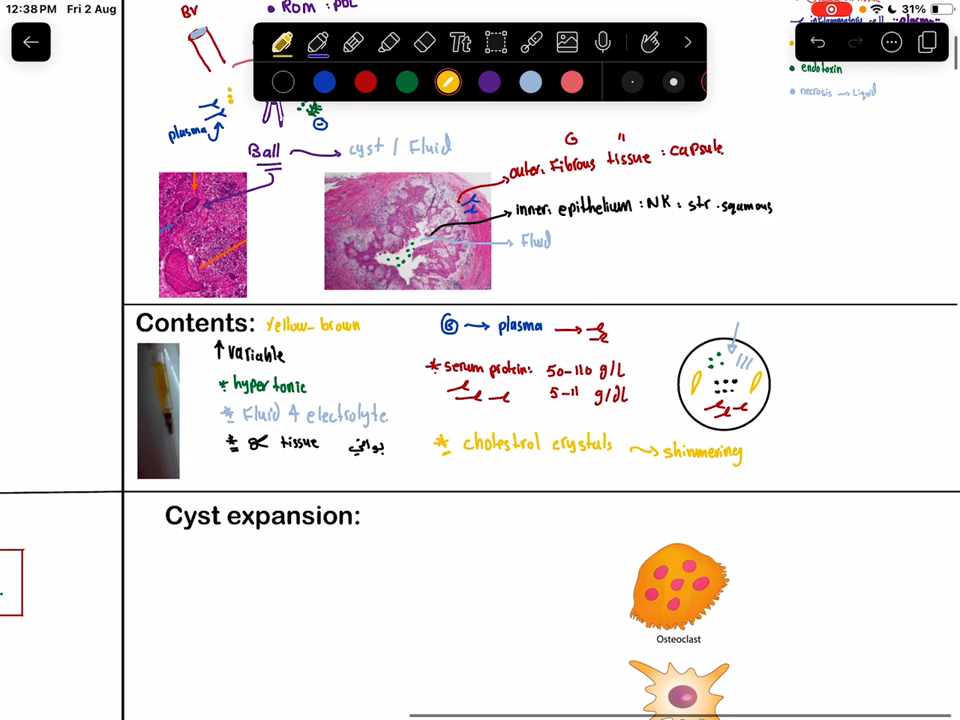 12:38 PM Fri 2 Aug
31%
BV
• Rom : PDL
• endotoxin
• necrosis → Liquid
plasma
Ball → cyst / Fluid
G "
outer: Fibrous tissue : capsule
inner: epithelium : NK : str. squamous
Fluid
Contents: Yellow-brown
↑ variable
* hypertonic
* Fluid & electrolyte
* tissue بواقي
B → plasma →
* serum protein: 50-110 g/L
5-11 g/dL
* cholestrol crystals → shimmering
Cyst expansion:
Osteoclast